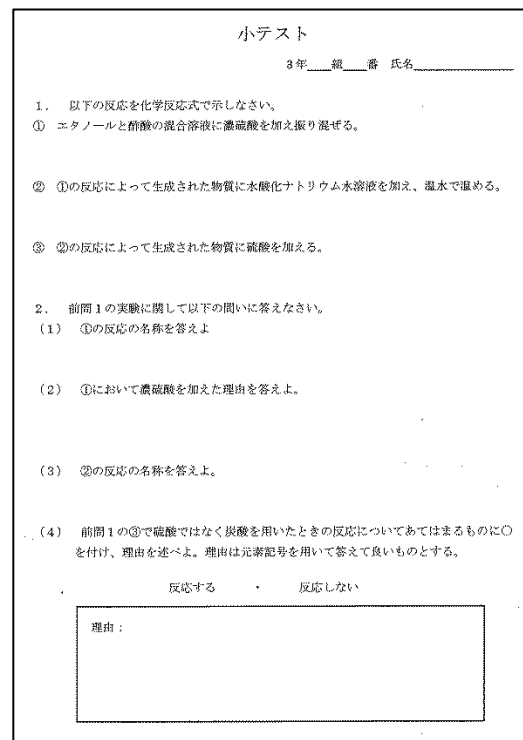 小テスト
3年___組___番 氏名______________
1. 以下の反応を化学反応式で示しなさい。
① エタノールと酢酸の混合溶液に濃硫酸を加え振り混ぜる。
② ①の反応によって生成された物質に水酸化ナトリウム水溶液を加え、温水で温める。
③ ②の反応によって生成された物質に硫酸を加える。
2. 前問1の実験に関して以下の問いに答えなさい。
(1) ①の反応の名称を答えよ
(2) ①において濃硫酸を加えた理由を答えよ。
(3) ②の反応の名称を答えよ。
(4) 前問1の③で硫酸ではなく炭酸を用いたときの反応についてあてはまるものに○
を付け、理由を述べよ。理由は元素記号を用いて答えて良いものとする。
反応する ・ 反応しない
理由: